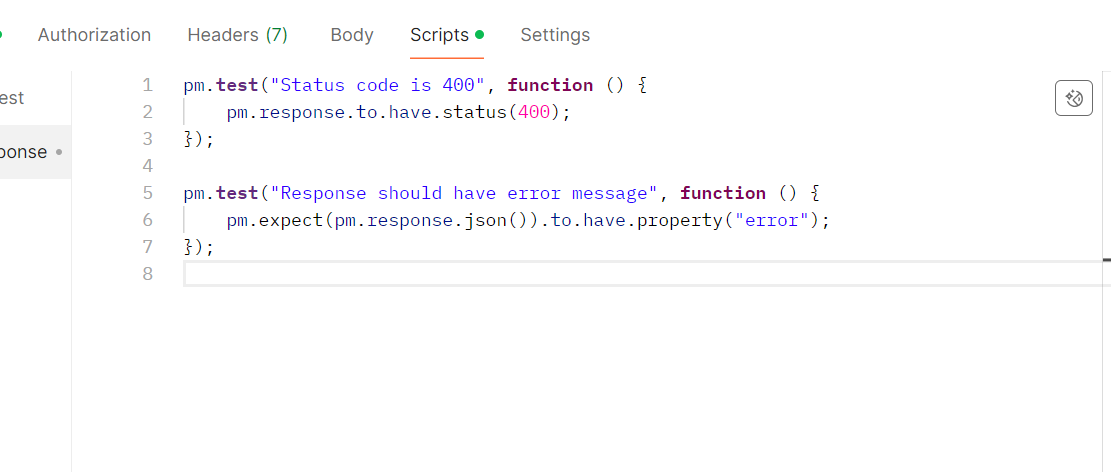 Authorization Headers (7) Body Scripts Settings
est
ponse
1 pm.test("Status code is 400", function () {
2 pm.response.to.have.status(400);
3 });
4
5 pm.test("Response should have error message", function () {
6 pm.expect(pm.response.json()).to.have.property("error");
7 });
8